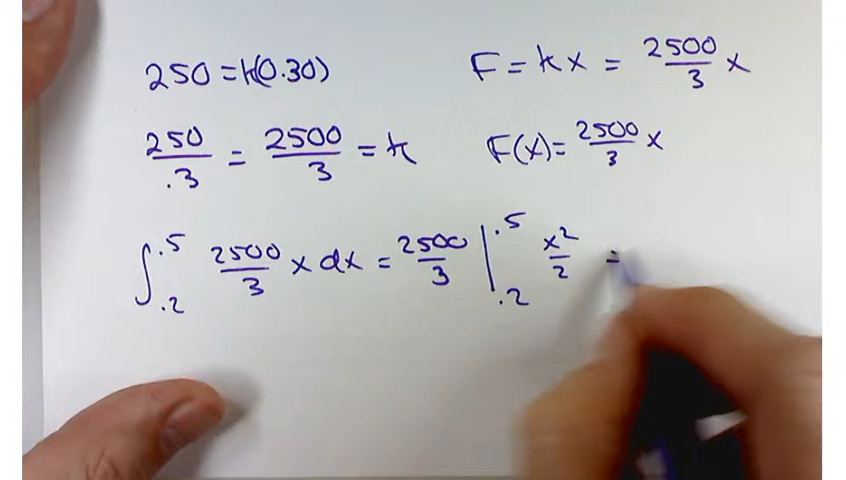 250 = k(0.30)
F = kx = 2500/3 x
250/.3 = 2500/3 = k
F(x) = 2500/3 x
∫.2^.5 2500/3 x dx = 2500/3 |.2^.5 x²/2 =